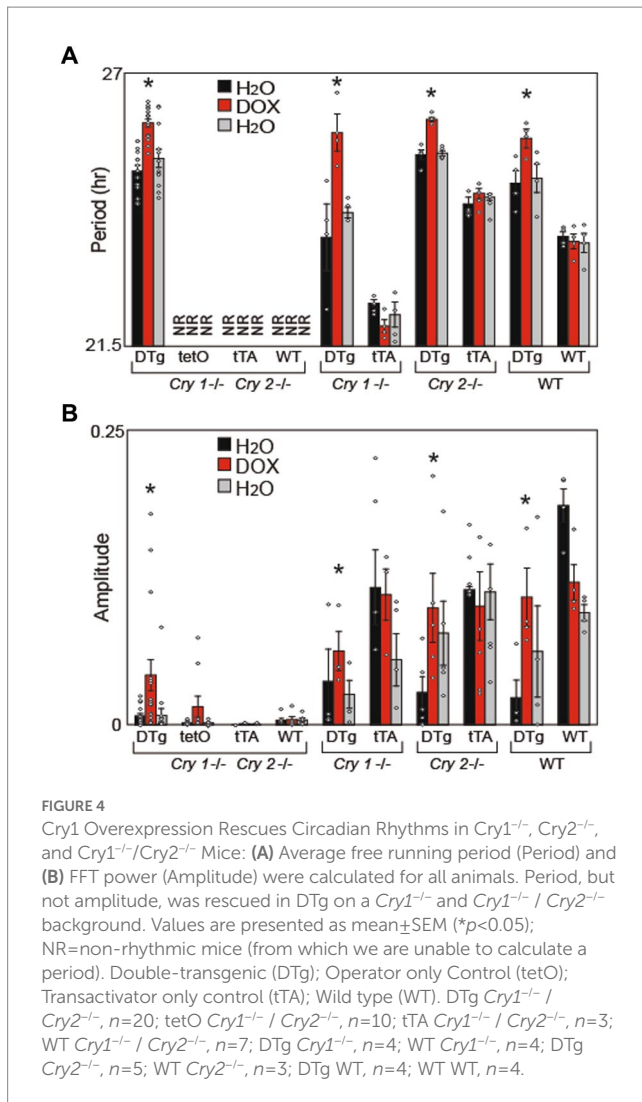 A
27
*
*
*
*
H2O
DOX
H2O
Period (hr)
NR NR NR NR NR NR NR NR NR
21.5
DTg tetO tTA WT DTg tTA DTg tTA DTg WT
Cry 1-/- Cry 2-/- Cry 1-/- Cry 2-/- WT
B
0.25
H2O
DOX
H2O
*
*
*
*
Amplitude
0
DTg tetO tTA WT DTg tTA DTg tTA DTg WT
Cry 1-/- Cry 2-/- Cry 1-/- Cry 2-/- WT
FIGURE 4
Cry1 Overexpression Rescues Circadian Rhythms in Cry1−/−, Cry2−/−,
and Cry1−/−/Cry2−/− Mice: (A) Average free running period (Period) and
(B) FFT power (Amplitude) were calculated for all animals. Period, but
not amplitude, was rescued in DTg on a Cry1−/− and Cry1−/− / Cry2−/−
background. Values are presented as mean±SEM (*p<0.05);
NR=non-rhythmic mice (from which we are unable to calculate a
period). Double-transgenic (DTg); Operator only Control (tetO);
Transactivator only control (tTA); Wild type (WT). DTg Cry1−/− /
Cry2−/−, n=20; tetO Cry1−/− / Cry2−/−, n=10; tTA Cry1−/− / Cry2−/−, n=3;
WT Cry1−/− / Cry2−/−, n=7; DTg Cry1−/−, n=4; WT Cry1−/−, n=4; DTg
Cry2−/−, n=5; WT Cry2−/−, n=3; DTg WT, n=4; WT WT, n=4.